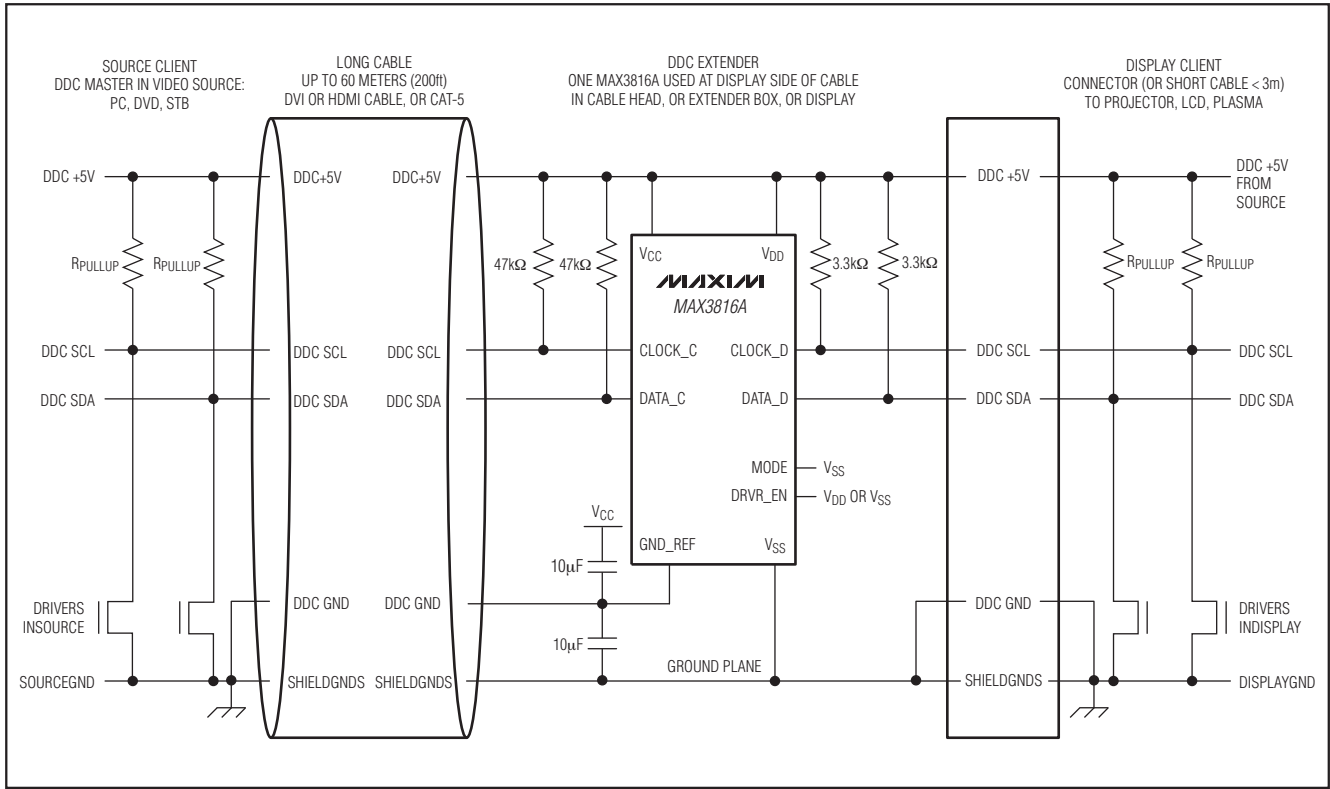 SOURCE CLIENT
DDC MASTER IN VIDEO SOURCE:
PC, DVD, STB
LONG CABLE
UP TO 60 METERS (200ft)
DVI OR HDMI CABLE, OR CAT-5
DDC EXTENDER
ONE MAX3816A USED AT DISPLAY SIDE OF CABLE
IN CABLE HEAD, OR EXTENDER BOX, OR DISPLAY
DISPLAY CLIENT
CONNECTOR (OR SHORT CABLE < 3m)
TO PROJECTOR, LCD, PLASMA
DDC +5V
DDC+5V
DDC+5V
DDC +5V
DDC +5V
FROM
SOURCE
RPULLUP
RPULLUP
47kΩ
47kΩ
VCC
VDD
MAXIM
MAX3816A
3.3kΩ
3.3kΩ
RPULLUP
RPULLUP
DDC SCL
DDC SCL
DDC SCL
CLOCK_C
CLOCK_D
DDC SCL
DDC SCL
DDC SDA
DDC SDA
DDC SDA
DATA_C
DATA_D
DDC SDA
DDC SDA
MODE
VSS
DRVR_EN
VDD OR VSS
VCC
GND_REF
VSS
10μF
DRIVERS
INSOURCE
DDC GND
DDC GND
DDC GND
DRIVERS
INDISPLAY
10μF
GROUND PLANE
SOURCEGND
SHIELDGNDS
SHIELDGNDS
SHIELDGNDS
DISPLAYGND